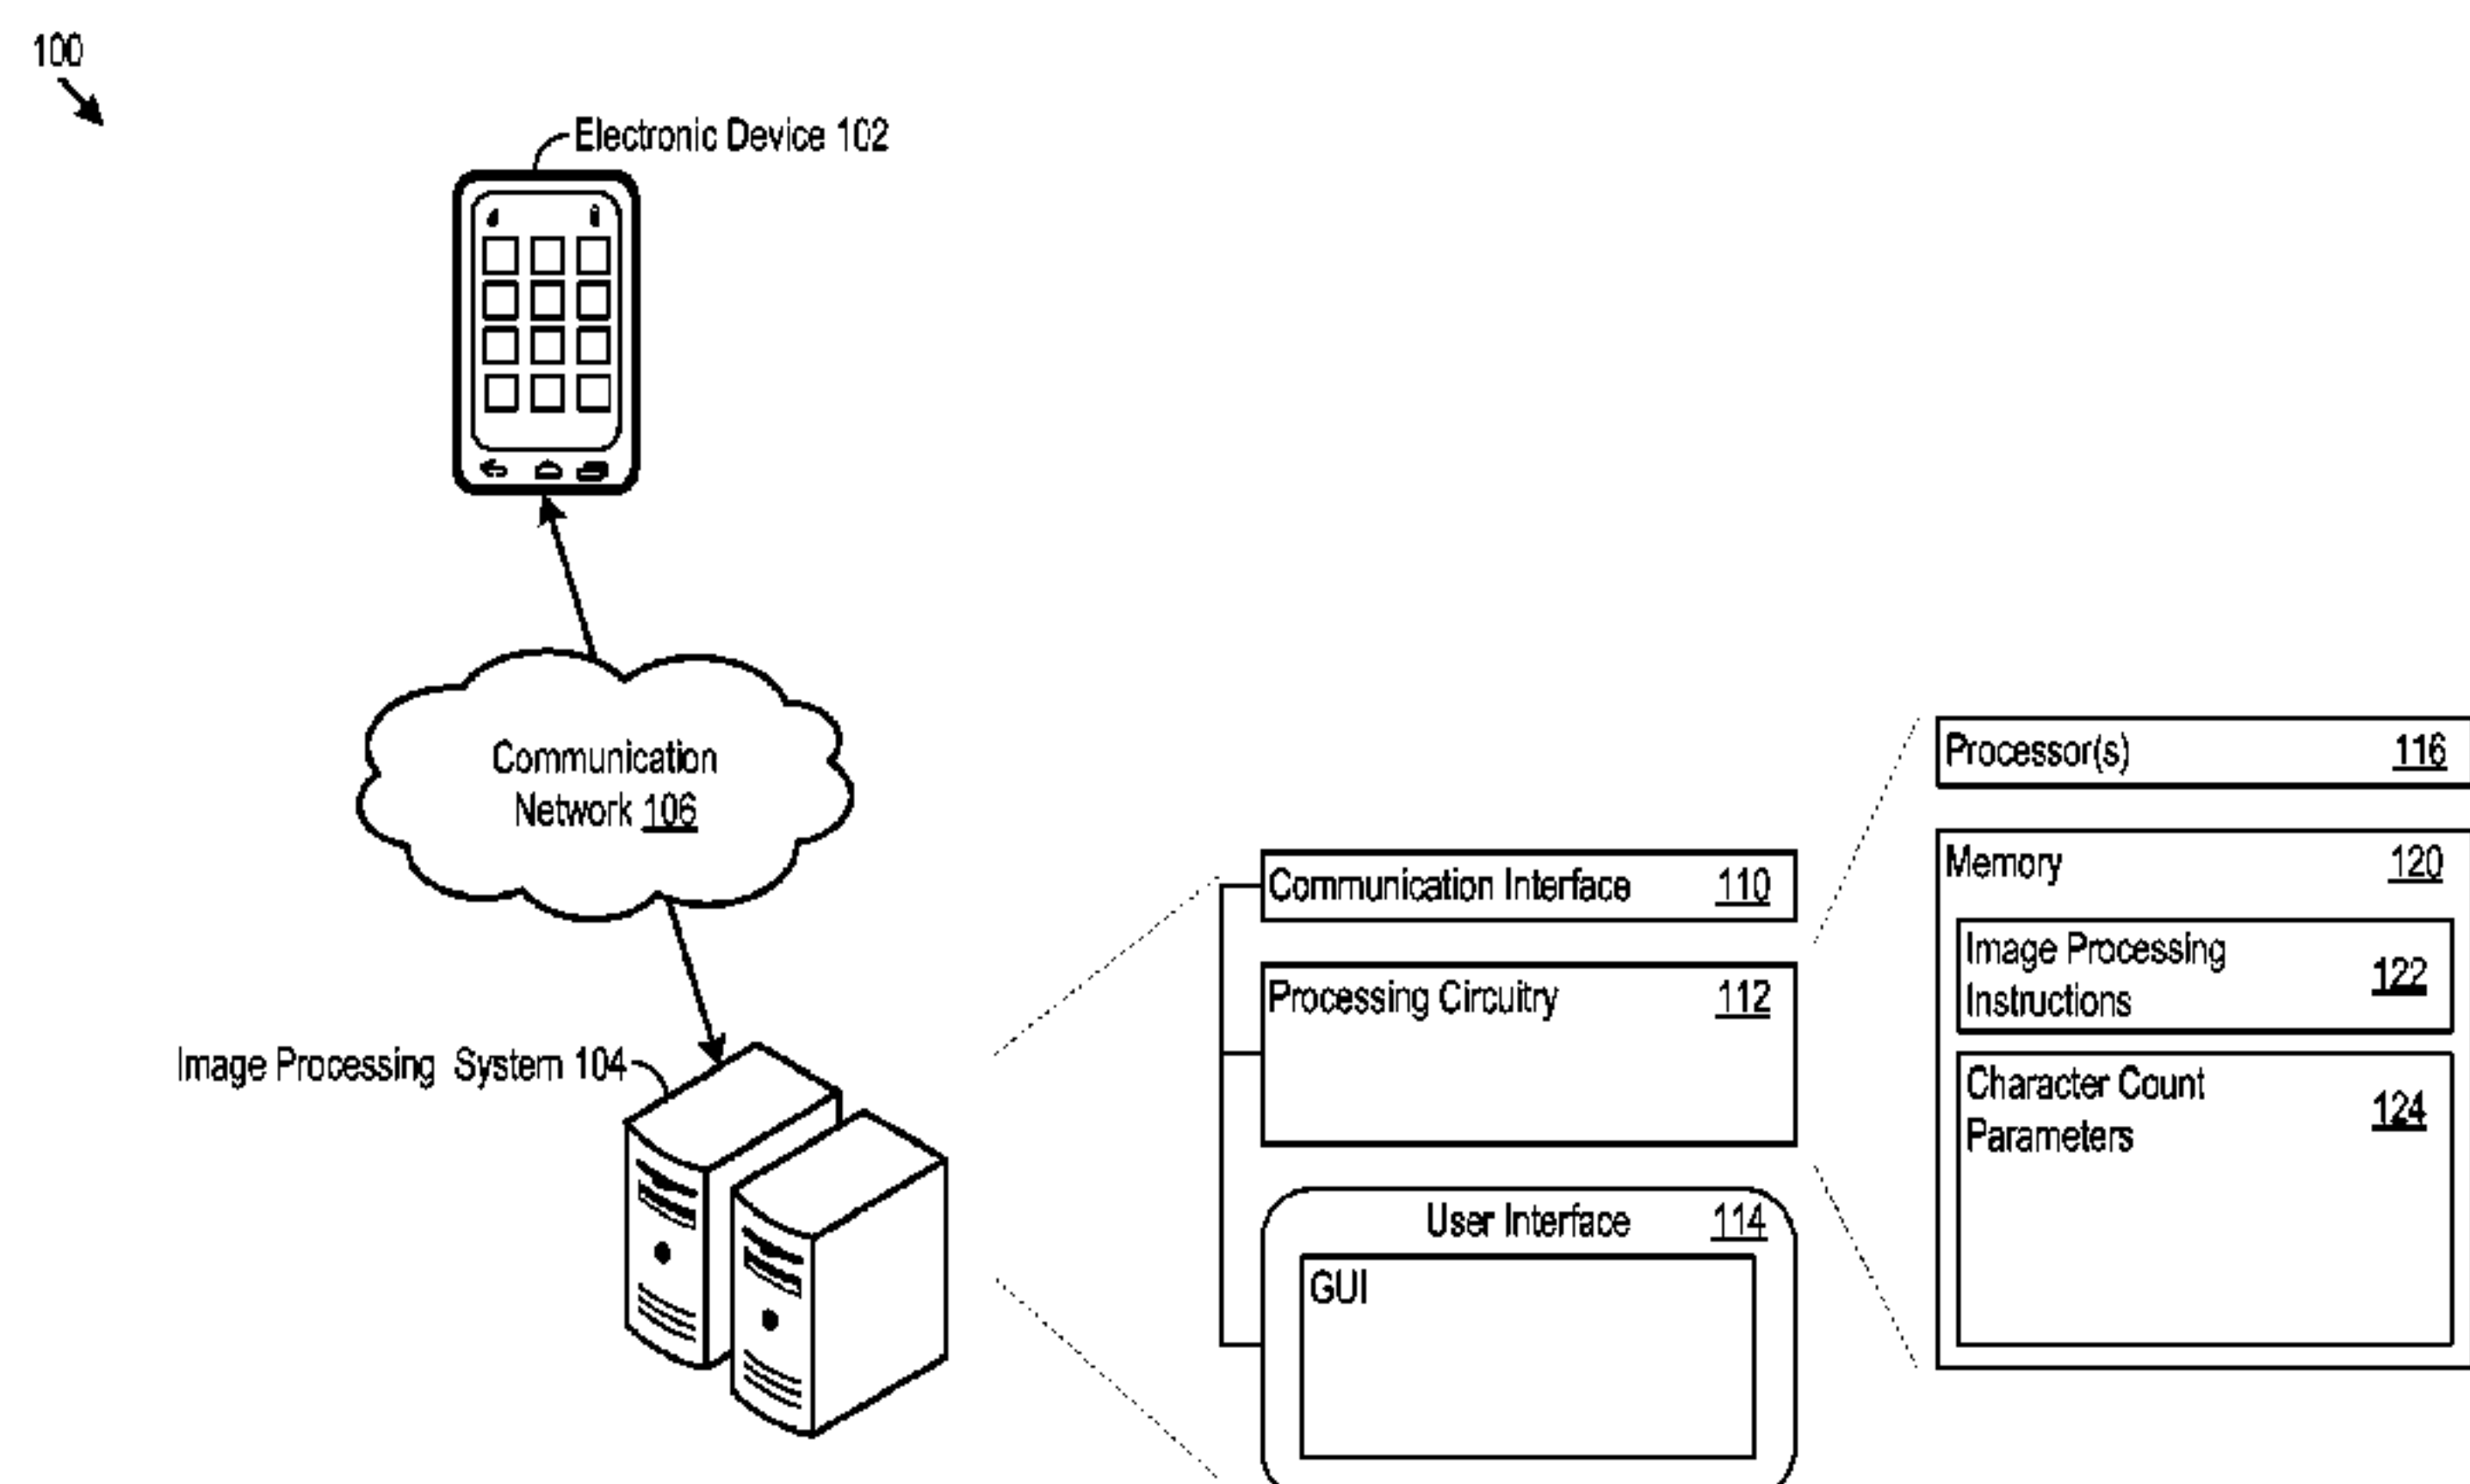 100
Electronic Device 102
Communication
Network 106
Image Processing System 104
Communication Interface 110
Processing Circuitry 112
User Interface 114
GUI
Processor(s) 116
Memory 120
Image Processing
Instructions 122
Character Count
Parameters 124